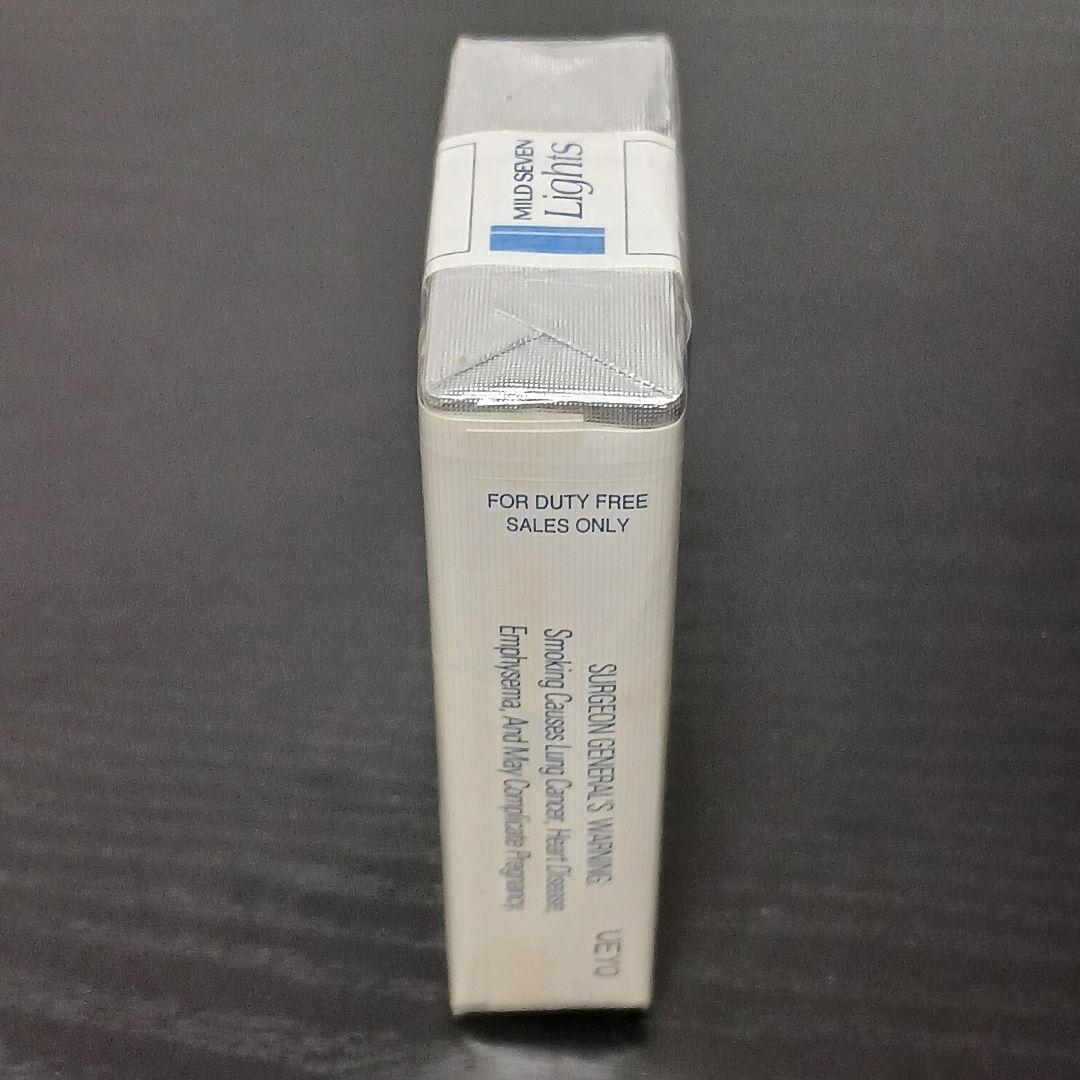 MILD SEVEN
Lights
FOR DUTY FREE
SALES ONLY
SURGEON GENERAL'S WARNING
Smoking Causes Lung Cancer, Heart Disease,
Emphysema, And May Complicate Pregnancy.
UEYO